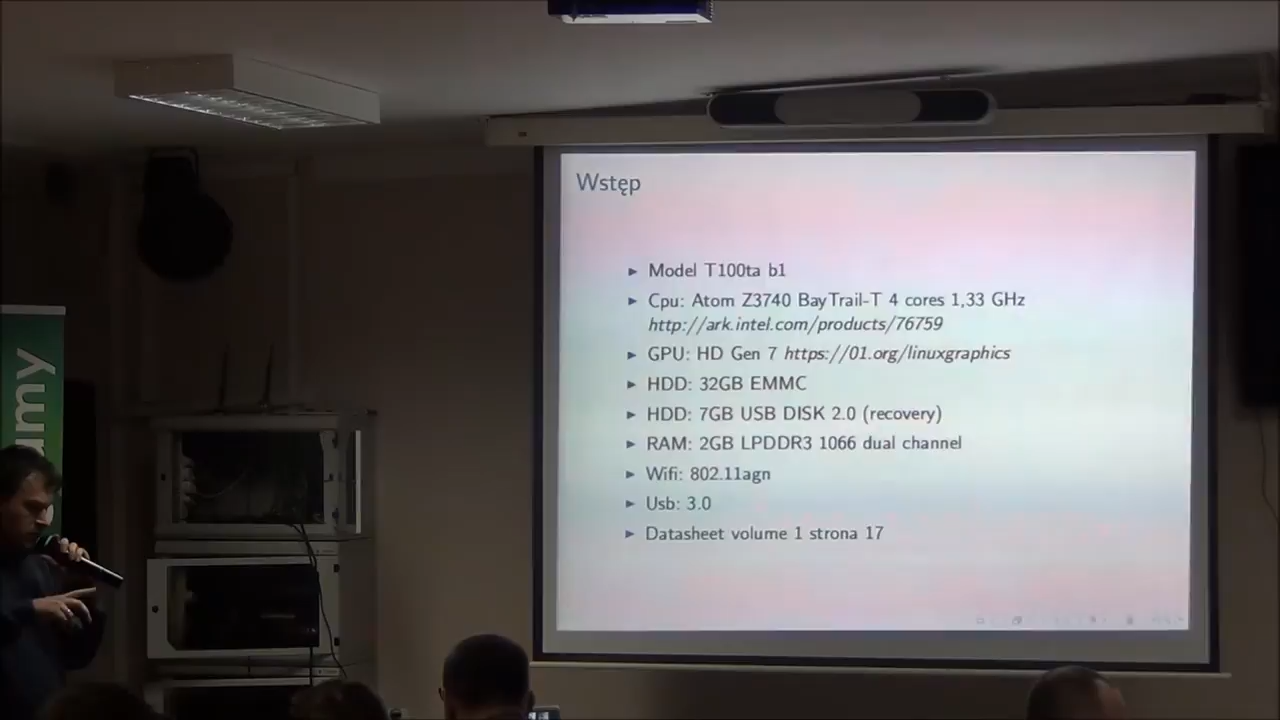 Wstęp
Model T100ta b1
Cpu: Atom Z3740 BayTrail-T 4 cores 1,33 GHz
http://ark.intel.com/products/76759
GPU: HD Gen 7 https://01.org/linuxgraphics
HDD: 32GB EMMC
HDD: 7GB USB DISK 2.0 (recovery)
RAM: 2GB LPDDR3 1066 dual channel
Wifi: 802.11agn
Usb: 3.0
Datasheet volume 1 strona 17